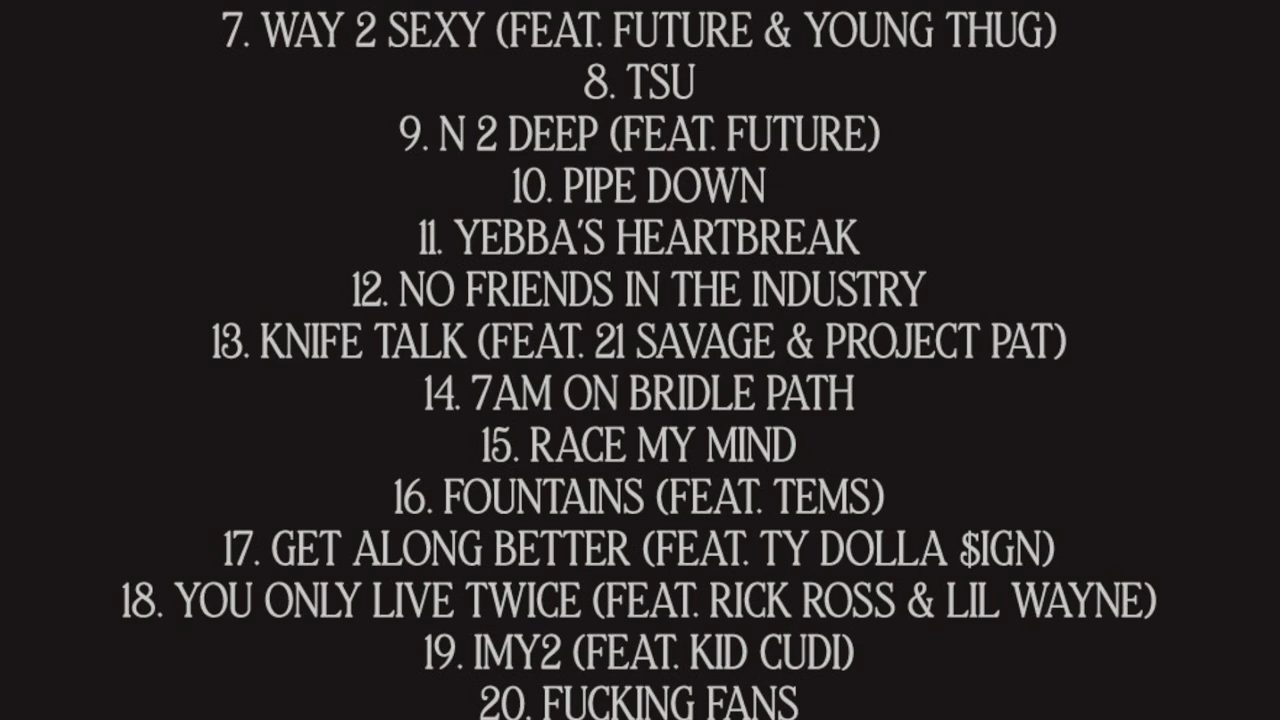 7. WAY 2 SEXY (FEAT. FUTURE & YOUNG THUG)
8. TSU
9. N 2 DEEP (FEAT. FUTURE)
10. PIPE DOWN
11. YEBBA'S HEARTBREAK
12. NO FRIENDS IN THE INDUSTRY
13. KNIFE TALK (FEAT. 21 SAVAGE & PROJECT PAT)
14. 7AM ON BRIDLE PATH
15. RACE MY MIND
16. FOUNTAINS (FEAT. TEMS)
17. GET ALONG BETTER (FEAT. TY DOLLA $IGN)
18. YOU ONLY LIVE TWICE (FEAT. RICK ROSS & LIL WAYNE)
19. IMY2 (FEAT. KID CUDI)
20. FUCKING FANS